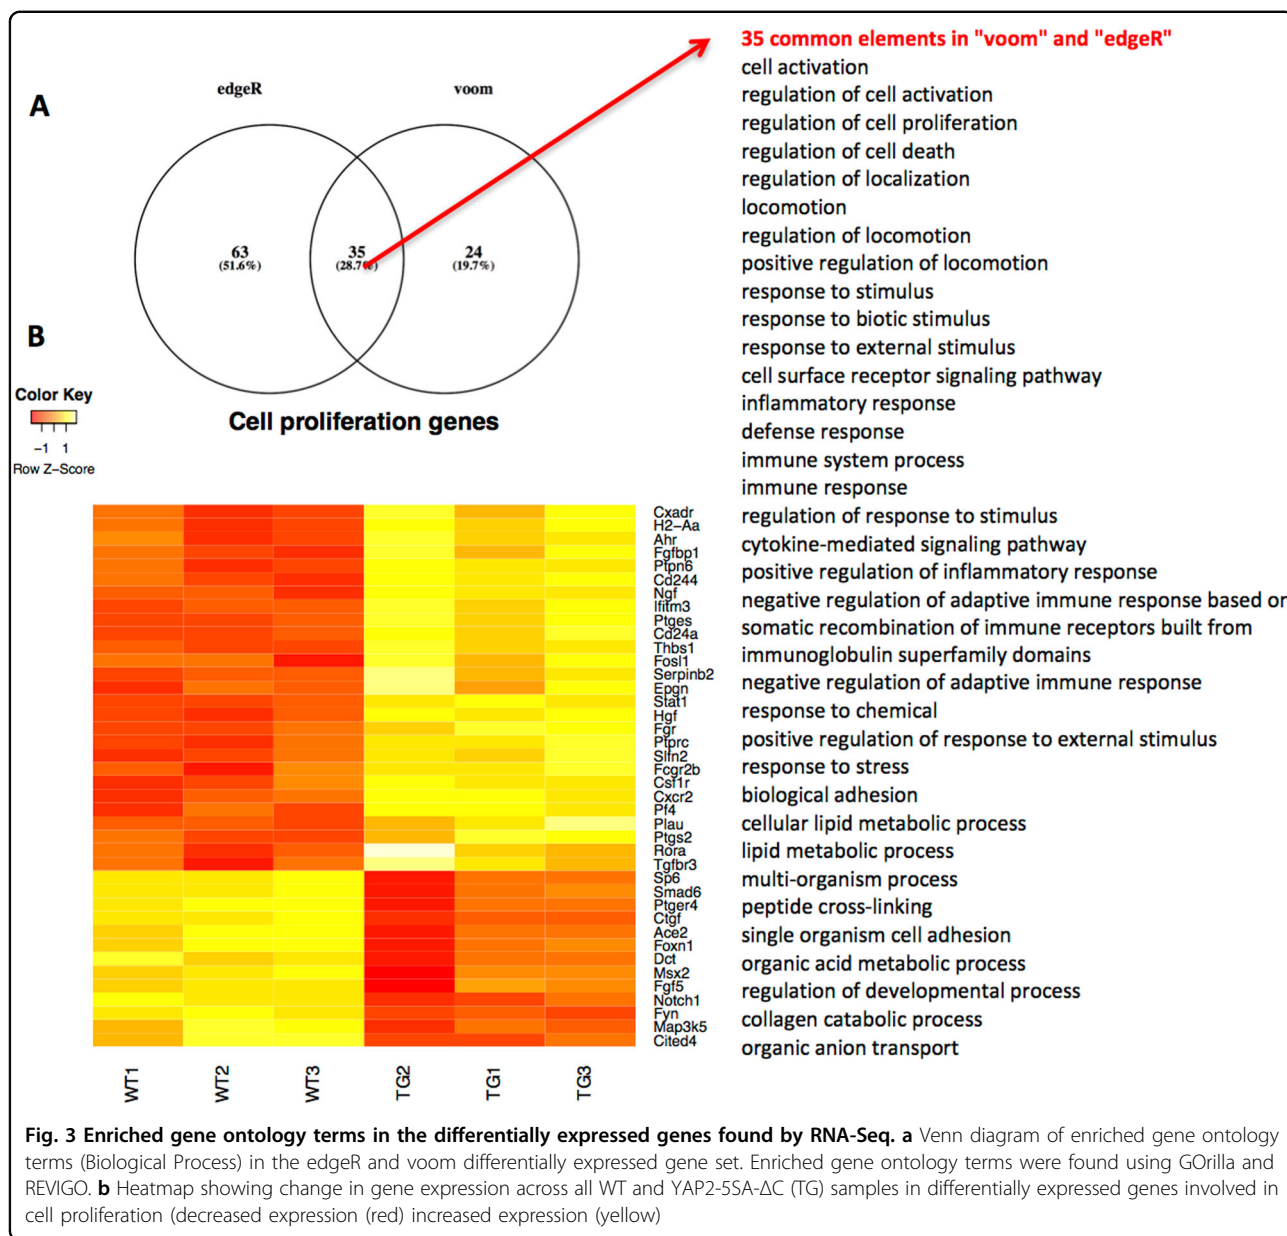 A
edgeR
voom
63
(51.6%)
35
(28.7%)
24
(19.7%)
35 common elements in "voom" and "edgeR"
cell activation
regulation of cell activation
regulation of cell proliferation
regulation of cell death
regulation of localization
locomotion
regulation of locomotion
positive regulation of locomotion
response to stimulus
response to biotic stimulus
response to external stimulus
cell surface receptor signaling pathway
inflammatory response
defense response
immune system process
immune response
regulation of response to stimulus
cytokine-mediated signaling pathway
positive regulation of inflammatory response
negative regulation of adaptive immune response based on
somatic recombination of immune receptors built from
immunoglobulin superfamily domains
negative regulation of adaptive immune response
response to chemical
positive regulation of response to external stimulus
response to stress
biological adhesion
cellular lipid metabolic process
lipid metabolic process
multi-organism process
peptide cross-linking
single organism cell adhesion
organic acid metabolic process
regulation of developmental process
collagen catabolic process
organic anion transport
B
Color Key
−1 1
Row Z−Score
Cell proliferation genes
Cxadr
H2−Aa
Ahr
Fgfbp1
Ptpn6
Cd244
Ngf
Ifitm3
Ptges
Cd24a
Thbs1
Fosl1
Serpinb2
Epgn
Stat1
Hgf
Fgr
Ptprc
Slfn2
Fcgr2b
Csf1r
Cxcr2
Pf4
Plau
Ptgs2
Rora
Tgfbr3
Sp6
Smad6
Ptger4
Ctgf
Ace2
Foxn1
Dct
Msx2
Fgf5
Notch1
Fyn
Map3k5
Cited4
WT1
WT2
WT3
TG2
TG1
TG3
Fig. 3 Enriched gene ontology terms in the differentially expressed genes found by RNA-Seq. a Venn diagram of enriched gene ontology
terms (Biological Process) in the edgeR and voom differentially expressed gene set. Enriched gene ontology terms were found using GOrilla and
REVIGO. b Heatmap showing change in gene expression across all WT and YAP2-5SA-ΔC (TG) samples in differentially expressed genes involved in
cell proliferation (decreased expression (red) increased expression (yellow)